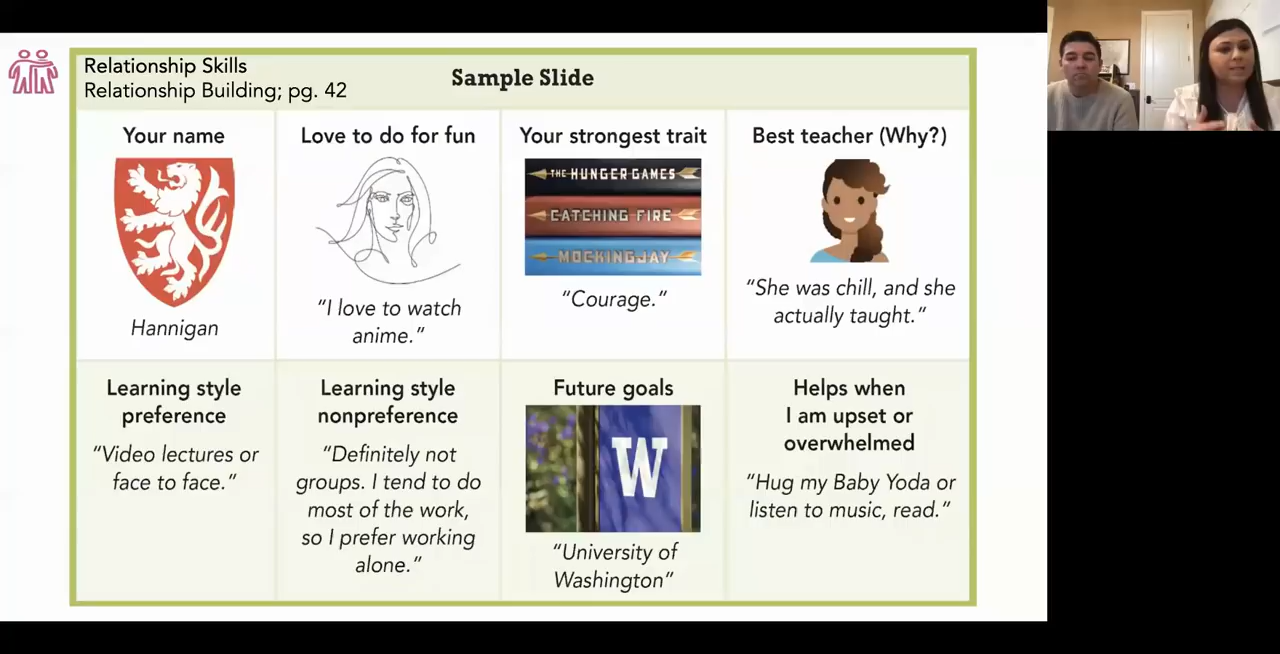 Relationship Skills
Relationship Building; pg. 42
Sample Slide
Your name
Hannigan
Love to do for fun
“I love to watch
anime.”
Your strongest trait
THE HUNGER GAMES
CATCHING FIRE
MOCKINGJAY
“Courage.”
Best teacher (Why?)
“She was chill, and she
actually taught.”
Learning style
preference
“Video lectures or
face to face.”
Learning style
nonpreference
“Definitely not
groups. I tend to do
most of the work,
so I prefer working
alone.”
Future goals
W
“University of
Washington”
Helps when
I am upset or
overwhelmed
“Hug my Baby Yoda or
listen to music, read.”